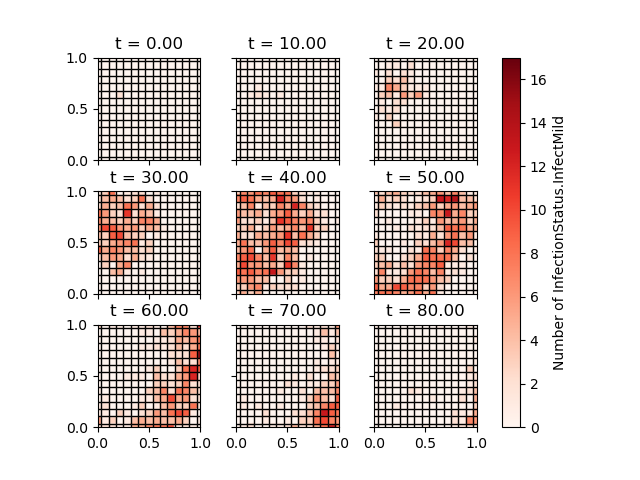 t = 0.00
t = 10.00
t = 20.00
1.0
0.5
0.0
t = 30.00
t = 40.00
t = 50.00
1.0
0.5
0.0
t = 60.00
t = 70.00
t = 80.00
1.0
0.5
0.0
0.0 0.5 1.0
0.0 0.5 1.0
0.0 0.5 1.0
16
14
12
10
8
6
4
2
0
Number of InfectionStatus.InfectMild